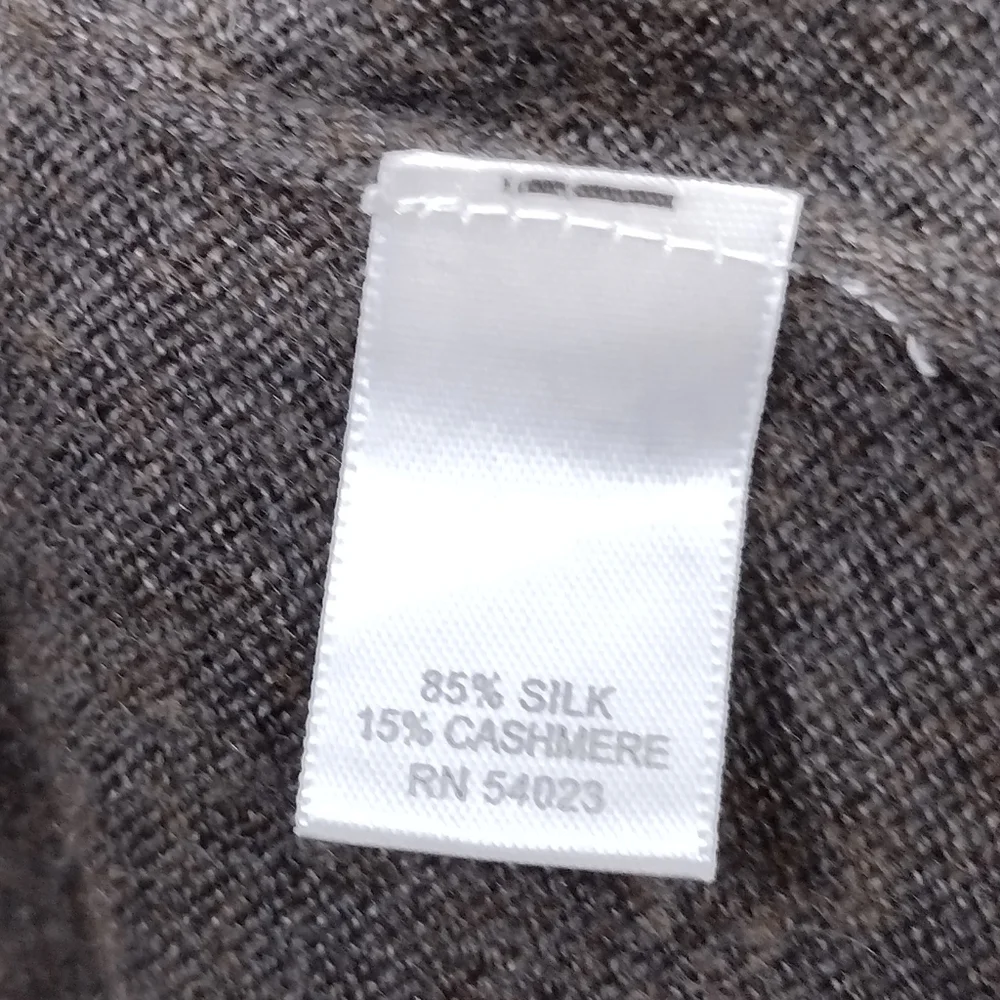 85% SILK
15% CASHMERE
RN 54023